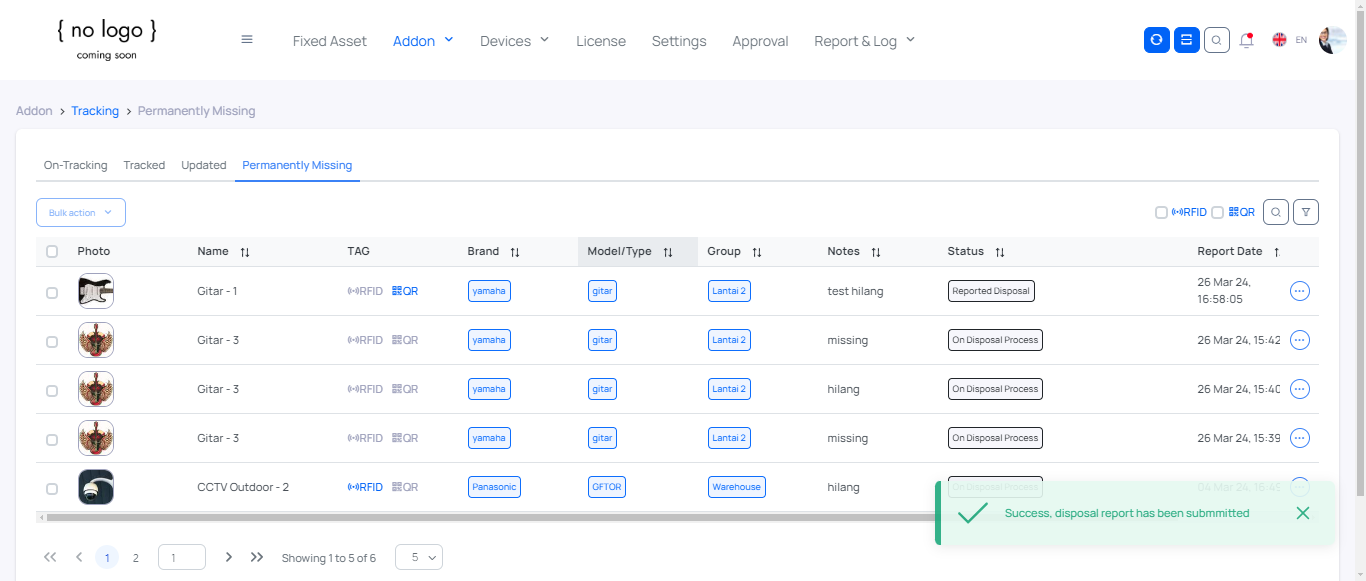 { no logo }
coming soon
Fixed Asset Addon Devices License Settings Approval Report & Log EN
Addon > Tracking > Permanently Missing
On-Tracking Tracked Updated Permanently Missing
Bulk action RFID QR
Photo Name TAG Brand Model/Type Group Notes Status Report Date
Gitar - 1 RFID QR yamaha gitar Lantai 2 test hilang Reported Disposal 26 Mar 24, 16:58:05
Gitar - 3 RFID QR yamaha gitar Lantai 2 missing On Disposal Process 26 Mar 24, 15:42
Gitar - 3 RFID QR yamaha gitar Lantai 2 hilang On Disposal Process 26 Mar 24, 15:40
Gitar - 3 RFID QR yamaha gitar Lantai 2 missing On Disposal Process 26 Mar 24, 15:39
CCTV Outdoor - 2 RFID QR Panasonic GFTOR Warehouse hilang On Disposal Process 04 Mar 24, 16:45
Success, disposal report has been submmitted
1 2 1 Showing 1 to 5 of 6 5